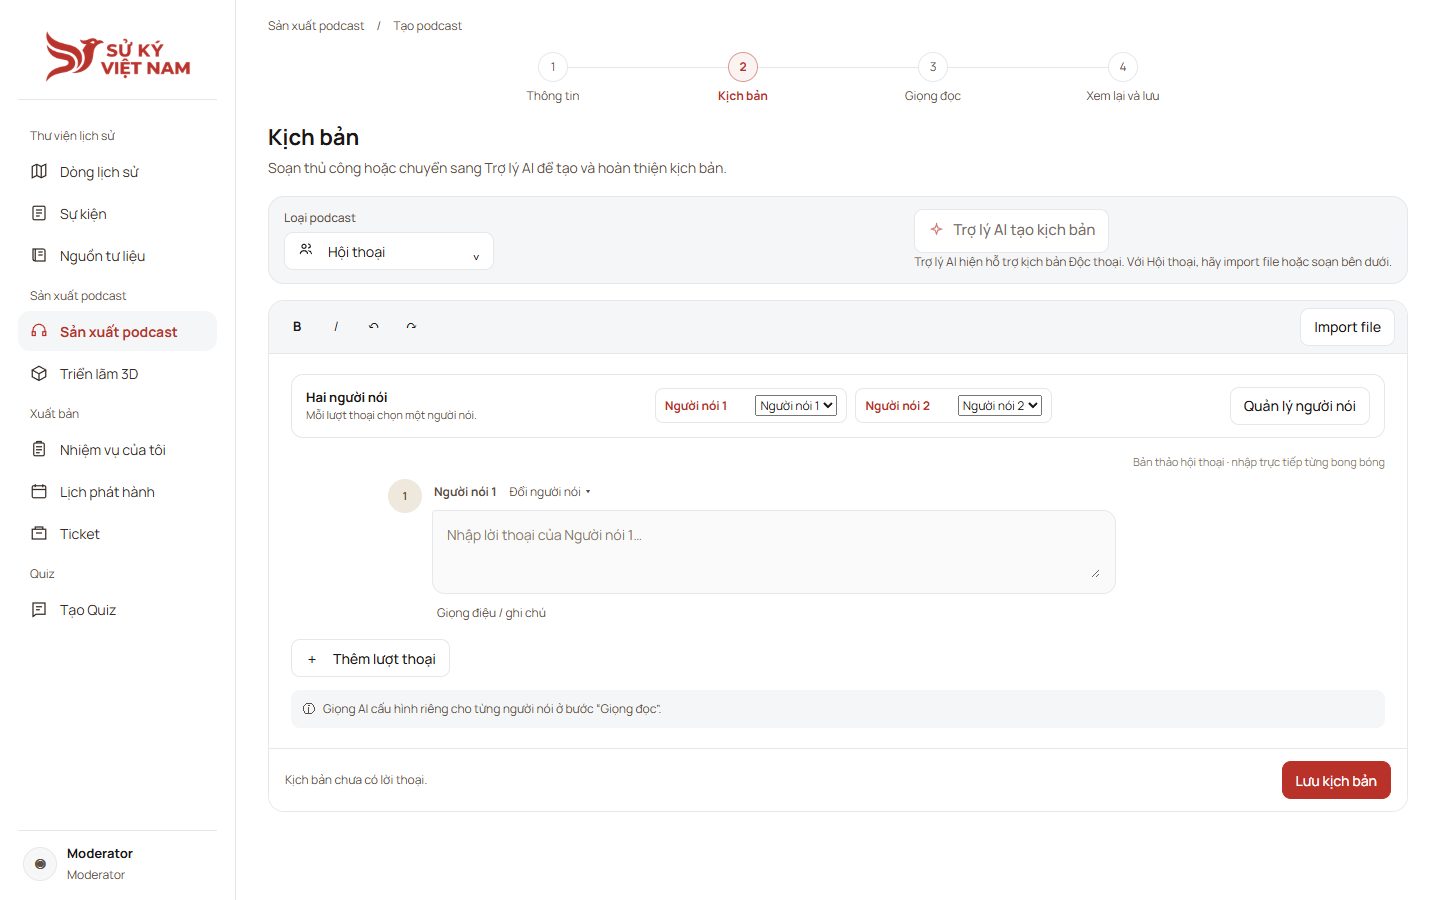 SỬ KÝ
VIỆT NAM
Thư viện lịch sử
Dòng lịch sử
Sự kiện
Nguồn tư liệu
Sản xuất podcast
Sản xuất podcast
Triển lãm 3D
Xuất bản
Nhiệm vụ của tôi
Lịch phát hành
Ticket
Quiz
Tạo Quiz
Moderator
Moderator
Sản xuất podcast / Tạo podcast
1 2 3 4
Thông tin Kịch bản Giọng đọc Xem lại và lưu
Kịch bản
Soạn thủ công hoặc chuyển sang Trợ lý AI để tạo và hoàn thiện kịch bản.
Loại podcast
Hội thoại v
Trợ lý AI tạo kịch bản
Trợ lý AI hiện hỗ trợ kịch bản Độc thoại. Với Hội thoại, hãy import file hoặc soạn bên dưới.
B I Import file
Hai người nói
Mỗi lượt thoại chọn một người nói.
Người nói 1 Người nói 1 Người nói 2 Người nói 2 Quản lý người nói
Bản thảo hội thoại · nhập trực tiếp từng bong bóng
1 Người nói 1 Đổi người nói
Nhập lời thoại của Người nói 1...
Giọng điệu / ghi chú
+ Thêm lượt thoại
Giọng AI cấu hình riêng cho từng người nói ở bước “Giọng đọc”.
Kịch bản chưa có lời thoại. Lưu kịch bản